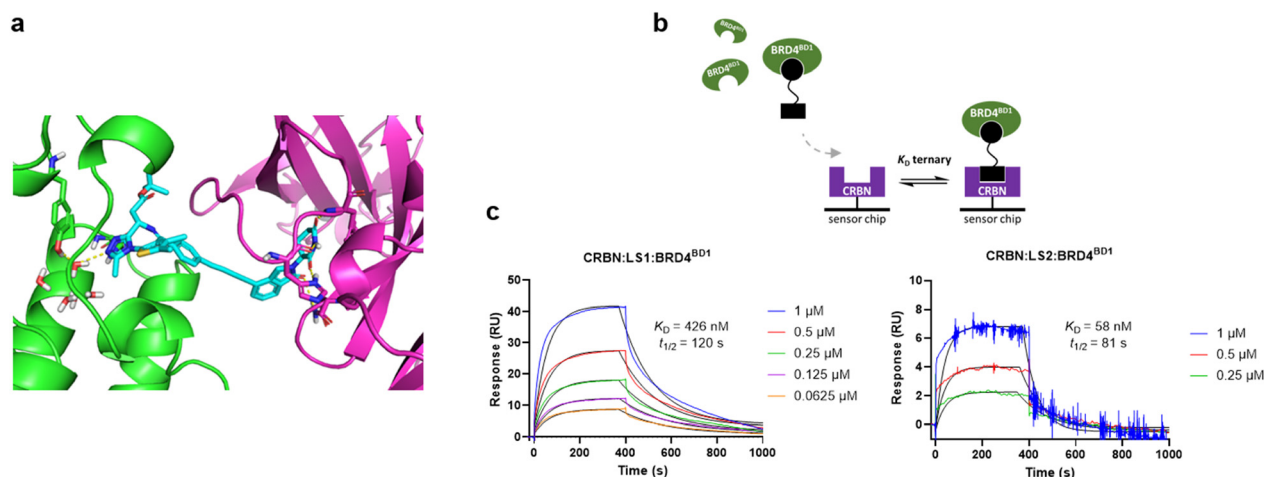 a
b
BRD4ᴮᴰ¹
BRD4ᴮᴰ¹
BRD4ᴮᴰ¹
BRD4ᴮᴰ¹
K_D ternary
CRBN
CRBN
sensor chip
sensor chip
c
CRBN:LS1:BRD4ᴮᴰ¹
Response (RU)
50
40
30
20
10
0
K_D = 426 nM
t₁/₂ = 120 s
1 µM
0.5 µM
0.25 µM
0.125 µM
0.0625 µM
0 200 400 600 800 1000
Time (s)
CRBN:LS2:BRD4ᴮᴰ¹
Response (RU)
8
6
4
2
0
K_D = 58 nM
t₁/₂ = 81 s
1 µM
0.5 µM
0.25 µM
0 200 400 600 800 1000
Time (s)